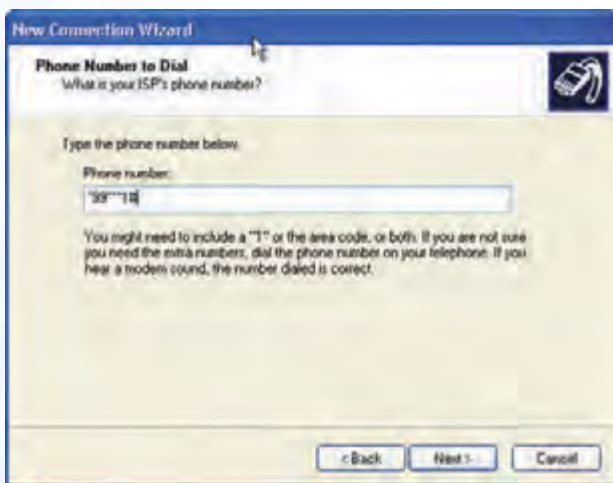 New Connection Wizard
Phone Number to Dial
What is your ISP's phone number?
Type the phone number below.
Phone number:
*99***1#
You might need to include a "1" or the area code, or both. If you are not sure
you need the extra numbers, dial the phone number on your telephone. If you
hear a modem sound, the number dialed is correct.
< Back
Next >
Cancel